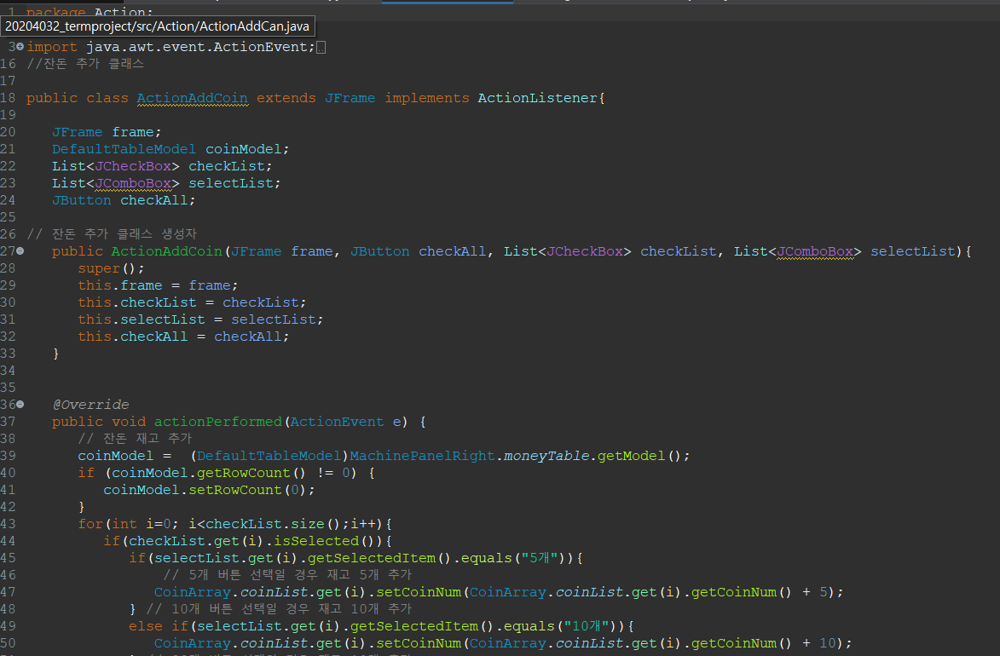 1 package Action;
20204032_termproject/src/Action/ActionAddCan.java
3 import java.awt.event.ActionEvent;
16 //잔돈 추가 클래스
17
18 public class ActionAddCoin extends JFrame implements ActionListener{
19
20 JFrame frame;
21 DefaultTableModel coinModel;
22 List<JCheckBox> checkList;
23 List<JComboBox> selectList;
24 JButton checkAll;
25
26 // 잔돈 추가 클래스 생성자
27 public ActionAddCoin(JFrame frame, JButton checkAll, List<JCheckBox> checkList, List<JComboBox> selectList){
28 super();
29 this.frame = frame;
30 this.checkList = checkList;
31 this.selectList = selectList;
32 this.checkAll = checkAll;
33 }
34
35
36 @Override
37 public void actionPerformed(ActionEvent e) {
38 // 잔돈 재고 추가
39 coinModel = (DefaultTableModel)MachinePanelRight.moneyTable.getModel();
40 if (coinModel.getRowCount() != 0) {
41 coinModel.setRowCount(0);
42 }
43 for(int i=0; i<checkList.size();i++){
44 if(checkList.get(i).isSelected()){
45 if(selectList.get(i).getSelectedItem().equals("5개")){
46 // 5개 버튼 선택일 경우 재고 5개 추가
47 CoinArray.coinList.get(i).setCoinNum(CoinArray.coinList.get(i).getCoinNum() + 5);
48 } // 10개 버튼 선택일 경우 재고 10개 추가
49 else if(selectList.get(i).getSelectedItem().equals("10개")){
50 CoinArray.coinList.get(i).setCoinNum(CoinArray.coinList.get(i).getCoinNum() + 10);